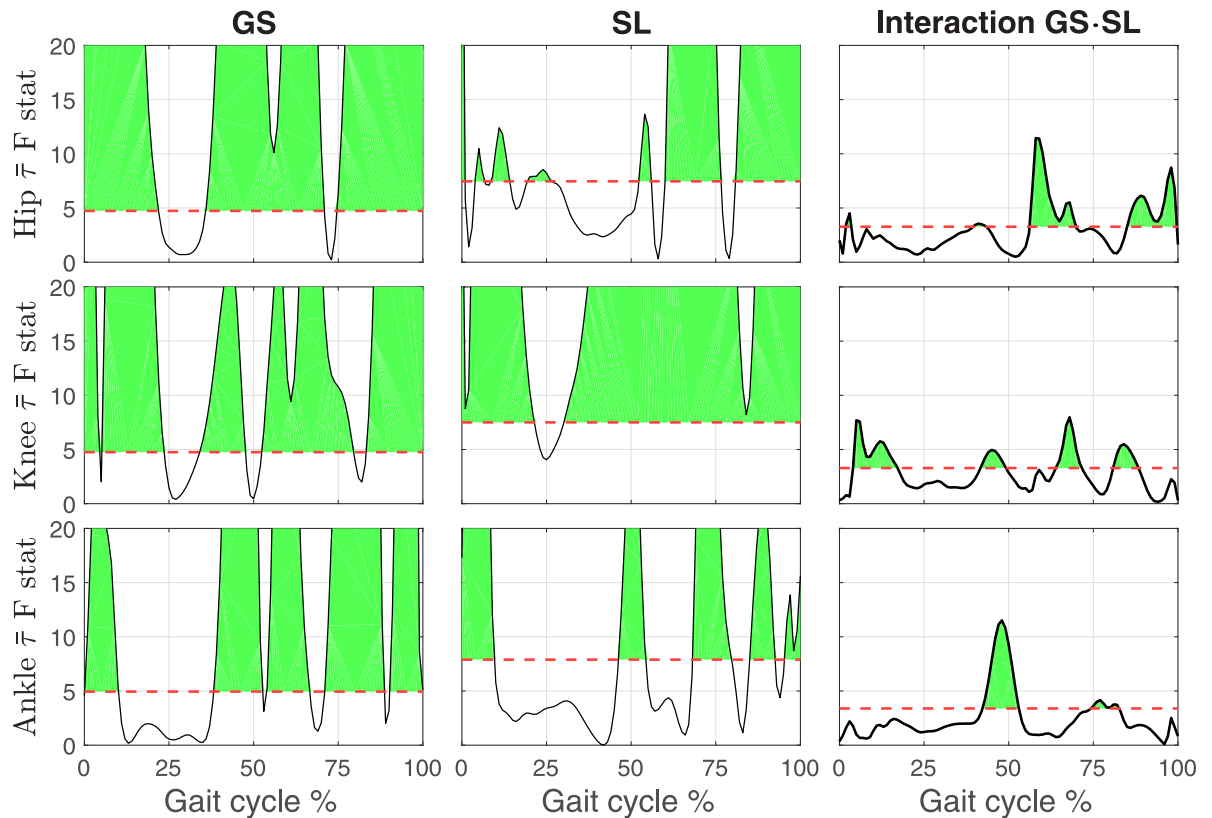 GS SL Interaction GS·SL
Hip τ̄ F stat
20
15
10
5
0
Knee τ̄ F stat
20
15
10
5
0
Ankle τ̄ F stat
20
15
10
5
0
0 25 50 75 100 0 25 50 75 100 0 25 50 75 100
Gait cycle % Gait cycle % Gait cycle %